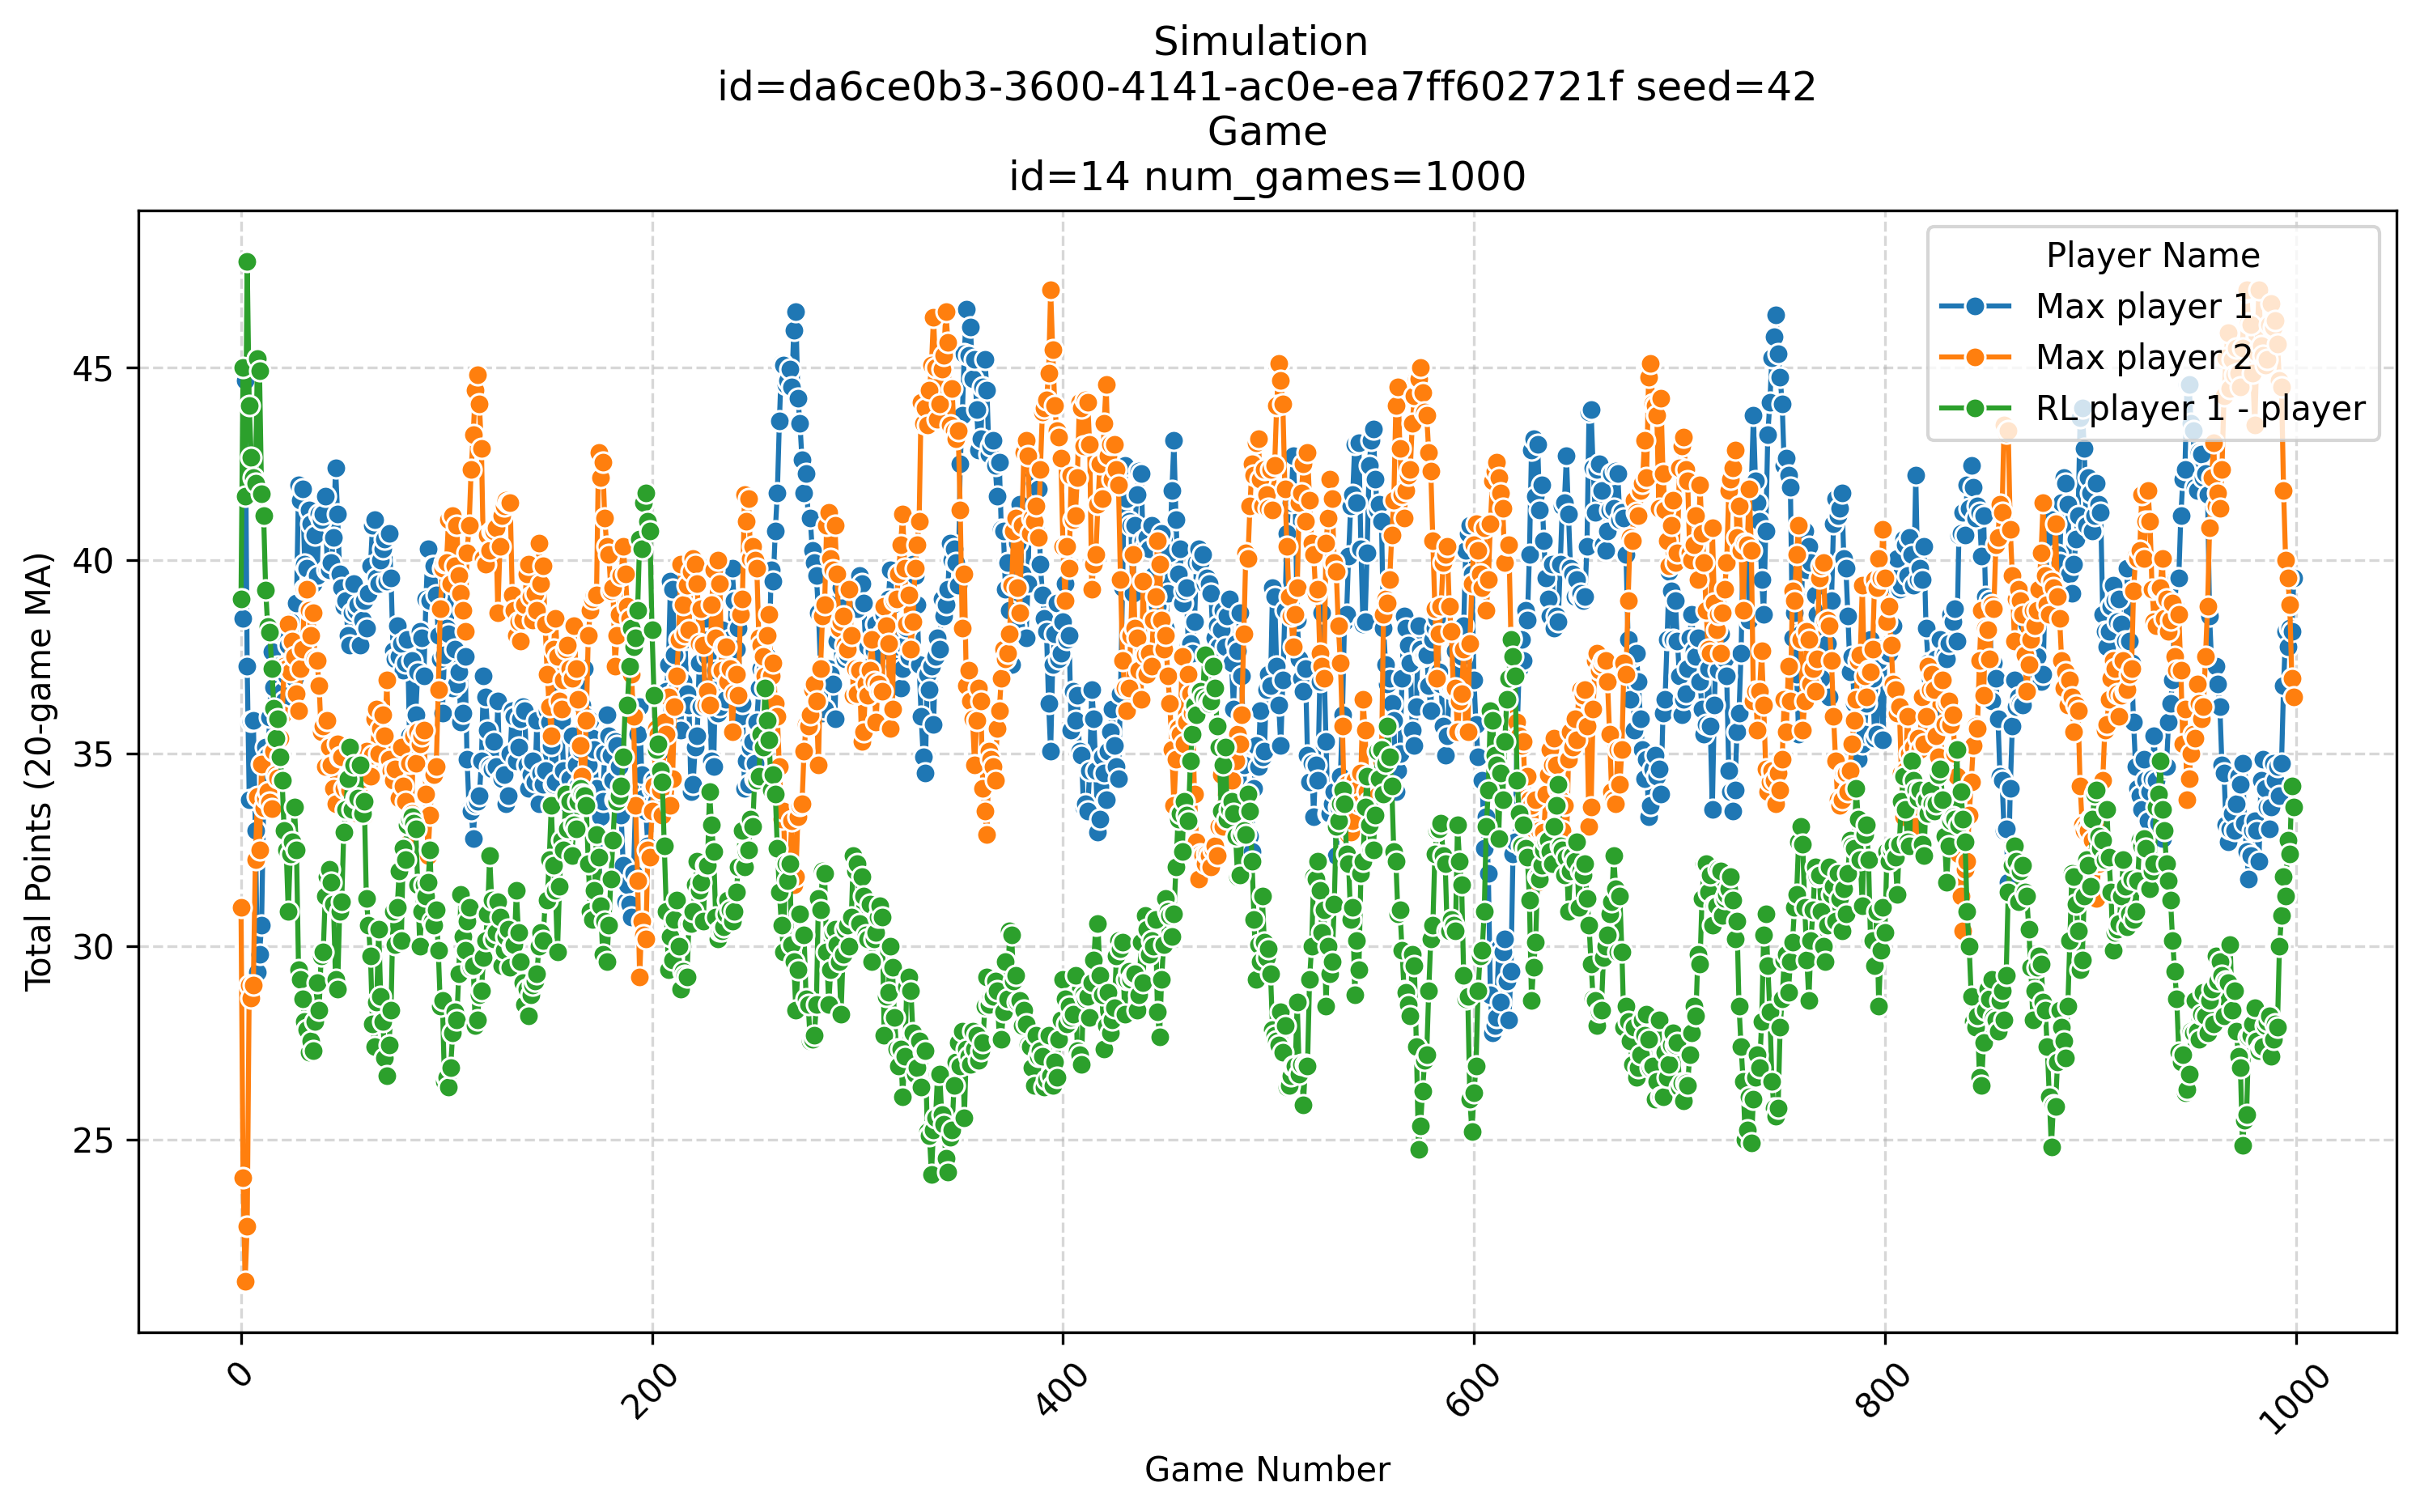 Simulation
id=da6ce0b3-3600-4141-ac0e-ea7ff602721f seed=42
Game
id=14 num_games=1000
Player Name
Max player 1
Max player 2
RL player 1 - player
Total Points (20-game MA)
45
40
35
30
25
0
200
400
600
800
1000
Game Number